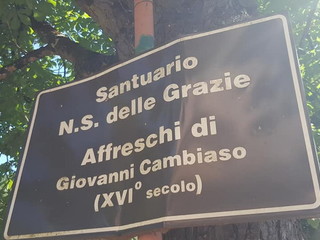 Santuario
N.S. delle Grazie
Affreschi di
Giovanni Cambiaso
(XVI° secolo)